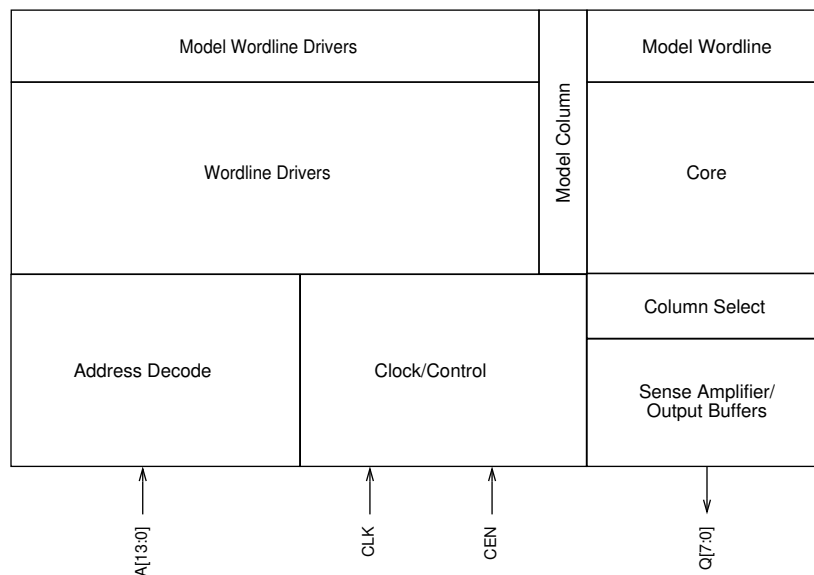 Model Wordline Drivers
Model Wordline
Model Column
Wordline Drivers
Core
Column Select
Address Decode
Clock/Control
Sense Amplifier/
Output Buffers
A[13:0]
CLK
CEN
Q[7:0]